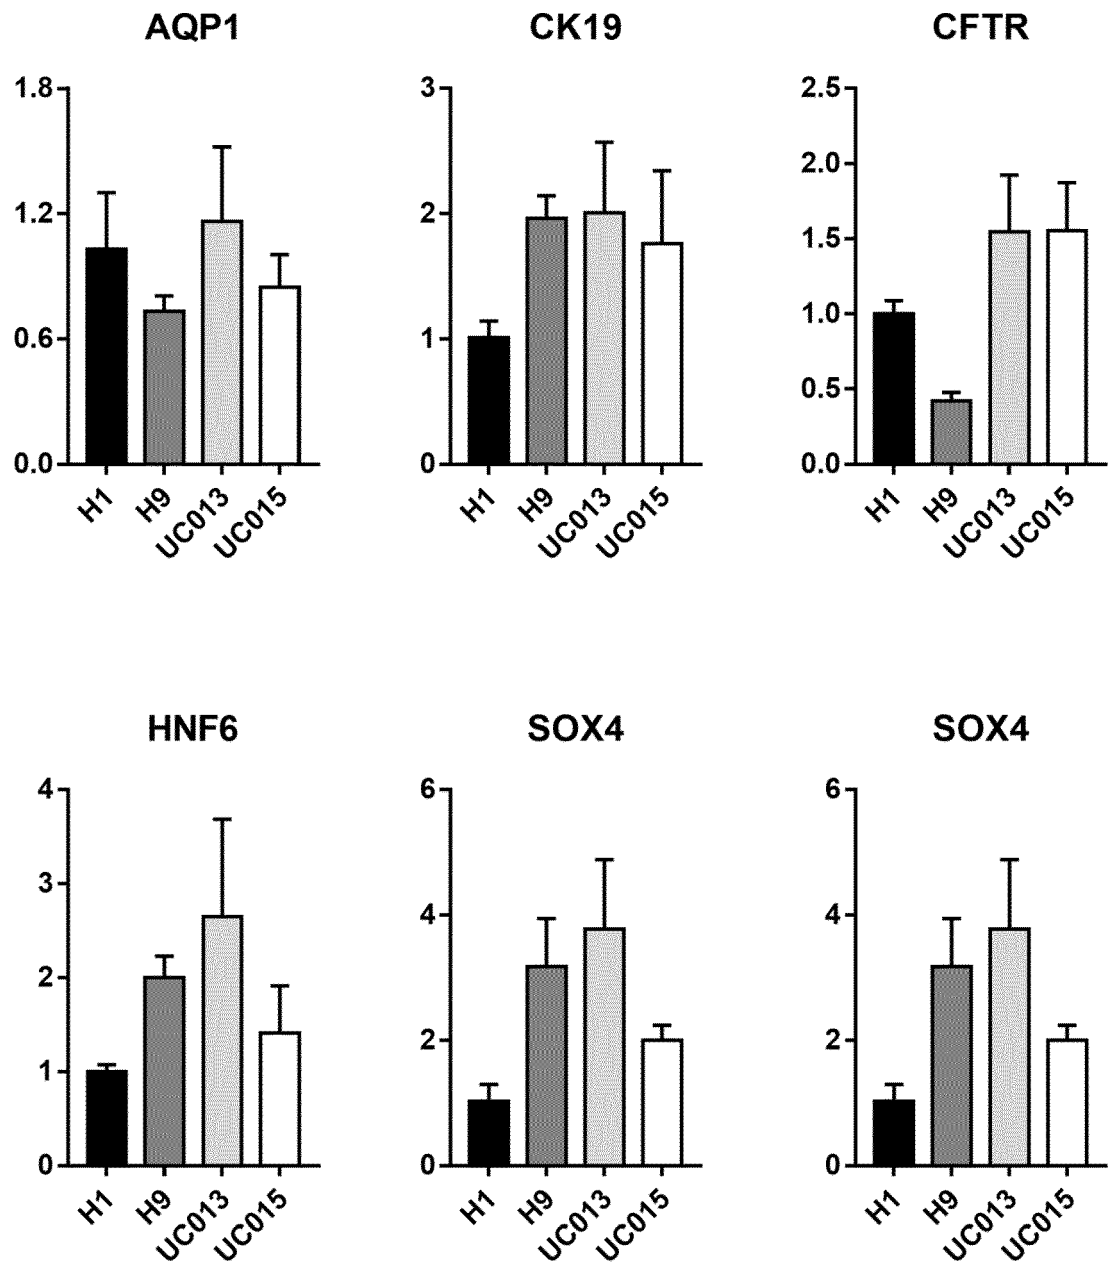 AQP1 CK19 CFTR
1.8 3 2.5
2.0
1.2 2 1.5
0.6 1 1.0
0.5
0.0 0 0.0
H1 H9 UC013 UC015 H1 H9 UC013 UC015 H1 H9 UC013 UC015
HNF6 SOX4 SOX4
4 6 6
3 4 4
2
1 2 2
0 0 0
H1 H9 UC013 UC015 H1 H9 UC013 UC015 H1 H9 UC013 UC015